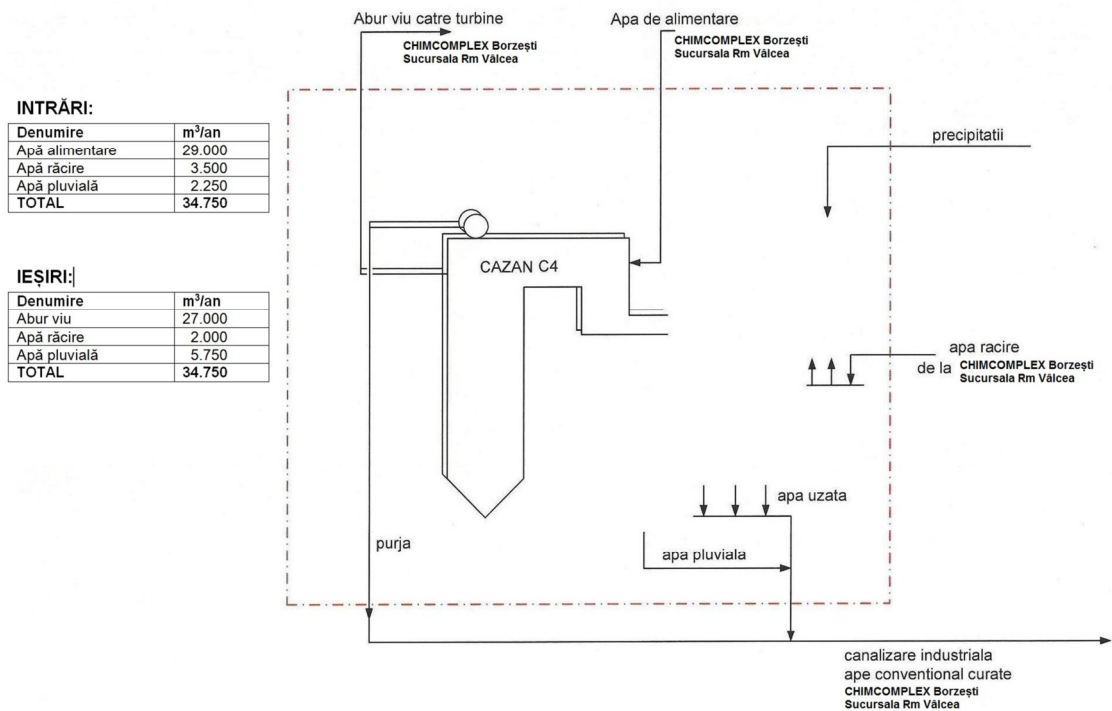 Abur viu catre turbine
CHIMCOMPLEX Borzești
Sucursala Rm Vâlcea
Apa de alimentare
CHIMCOMPLEX Borzești
Sucursala Rm Vâlcea
INTRĂRI:
Denumire m³/an
Apă alimentare 29.000
Apă răcire 3.500
Apă pluvială 2.250
TOTAL 34.750
precipitatii
IEȘIRI:
Denumire m³/an
Abur viu 27.000
Apă răcire 2.000
Apă pluvială 5.750
TOTAL 34.750
CAZAN C4
apa racire
de la CHIMCOMPLEX Borzești
Sucursala Rm Vâlcea
apa uzata
purja
apa pluviala
canalizare industriala
ape conventional curate
CHIMCOMPLEX Borzești
Sucursala Rm Vâlcea